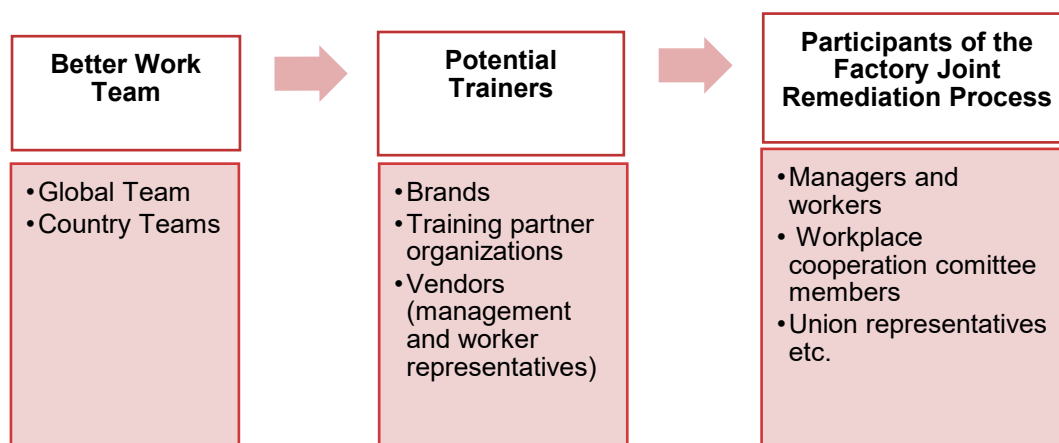 Better Work
Team
• Global Team
• Country Teams
Potential
Trainers
• Brands
• Training partner
organizations
• Vendors
(management
and worker
representatives)
Participants of the
Factory Joint
Remediation Process
• Managers and
workers
• Workplace
cooperation comittee
members
• Union representatives
etc.